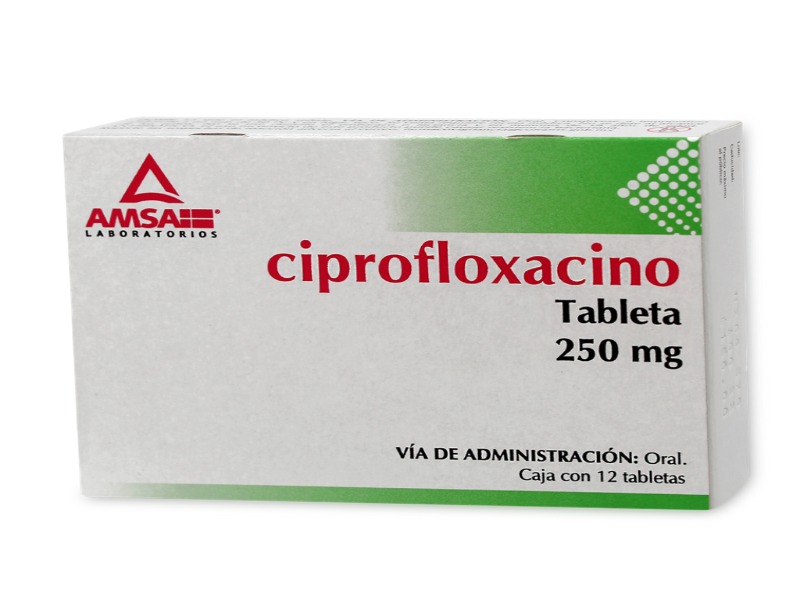 AMSA
LABORATORIOS
ciprofloxacino
Tableta
250 mg
VÍA DE ADMINISTRACIÓN: Oral.
Caja con 12 tabletas